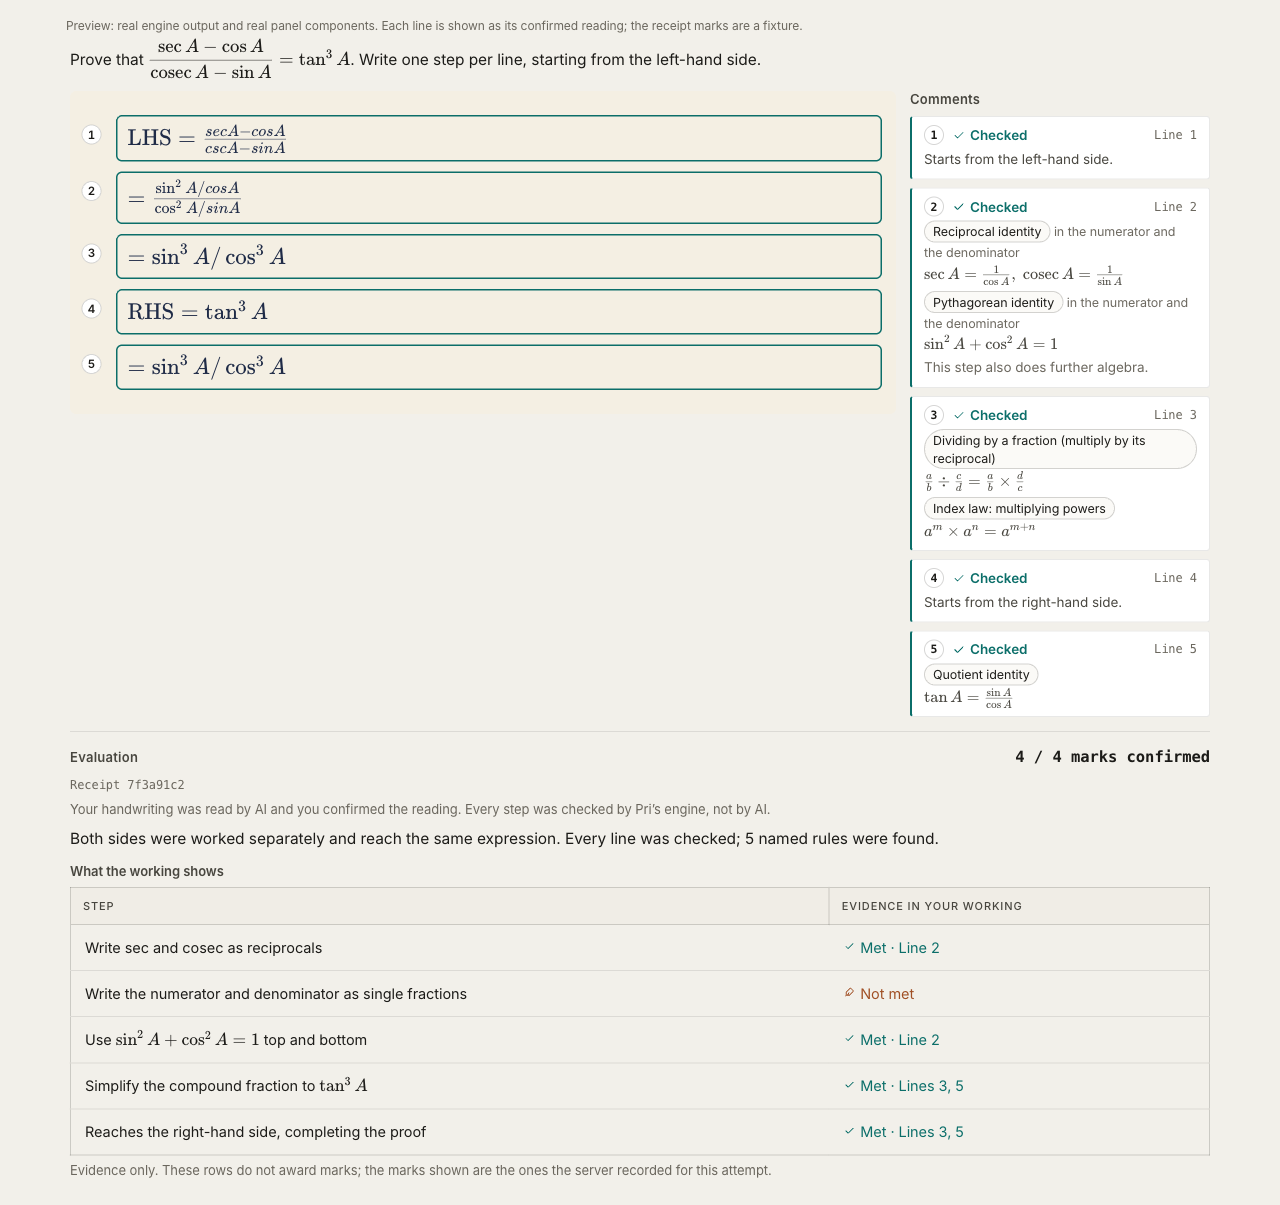 Preview: real engine output and real panel components. Each line is shown as its confirmed reading; the receipt marks are a fixture.
Prove that (sec A − cos A)/(cosec A − sin A) = tan³ A. Write one step per line, starting from the left-hand side.
1 LHS = (secA−cosA)/(cscA−sinA)
2 = (sin² A/cosA)/(cos² A/sinA)
3 = sin³ A/ cos³ A
4 RHS = tan³ A
5 = sin³ A/ cos³ A
Comments
1 ✓ Checked Line 1
Starts from the left-hand side.
2 ✓ Checked Line 2
Reciprocal identity in the numerator and
the denominator
sec A = 1/cos A, cosec A = 1/sin A
Pythagorean identity in the numerator and
the denominator
sin² A + cos² A = 1
This step also does further algebra.
3 ✓ Checked Line 3
Dividing by a fraction (multiply by its
reciprocal)
a/b ÷ c/d = a/b × d/c
Index law: multiplying powers
aᵐ × aⁿ = aᵐ⁺ⁿ
4 ✓ Checked Line 4
Starts from the right-hand side.
5 ✓ Checked Line 5
Quotient identity
tan A = sin A/cos A
Evaluation 4 / 4 marks confirmed
Receipt 7f3a91c2
Your handwriting was read by AI and you confirmed the reading. Every step was checked by Pri’s engine, not by AI.
Both sides were worked separately and reach the same expression. Every line was checked; 5 named rules were found.
What the working shows
STEP EVIDENCE IN YOUR WORKING
Write sec and cosec as reciprocals ✓ Met · Line 2
Write the numerator and denominator as single fractions Not met
Use sin² A + cos² A = 1 top and bottom ✓ Met · Line 2
Simplify the compound fraction to tan³ A ✓ Met · Lines 3, 5
Reaches the right-hand side, completing the proof ✓ Met · Lines 3, 5
Evidence only. These rows do not award marks; the marks shown are the ones the server recorded for this attempt.